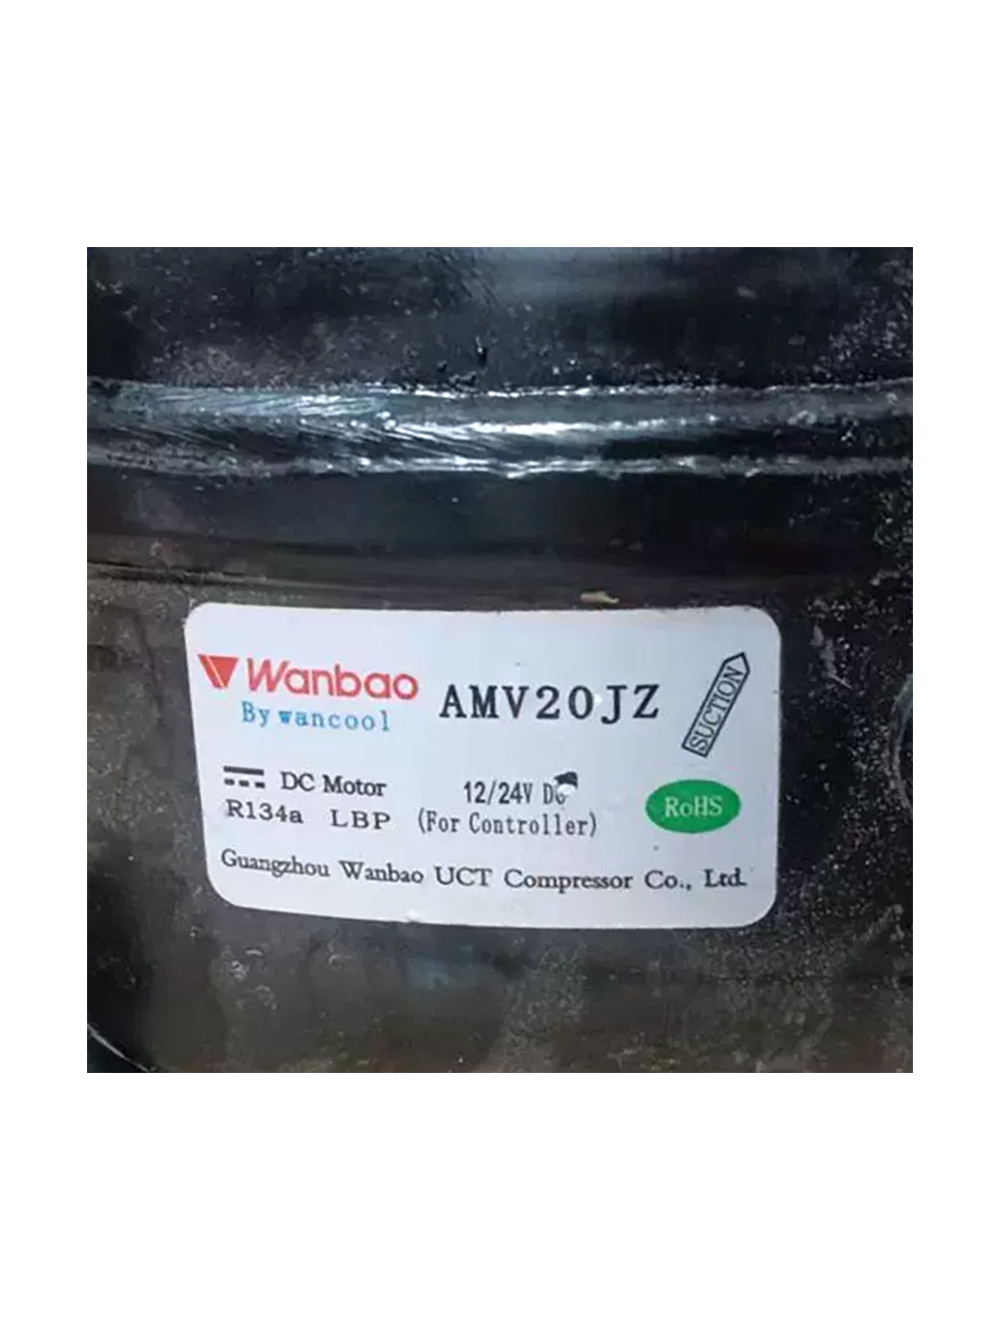 Wanbao AMV20JZ
By wancool
SUCTION
DC Motor 12/24V DC
R134a LBP (For Controller)
RoHS
Guangzhou Wanbao UCT Compressor Co., Ltd.